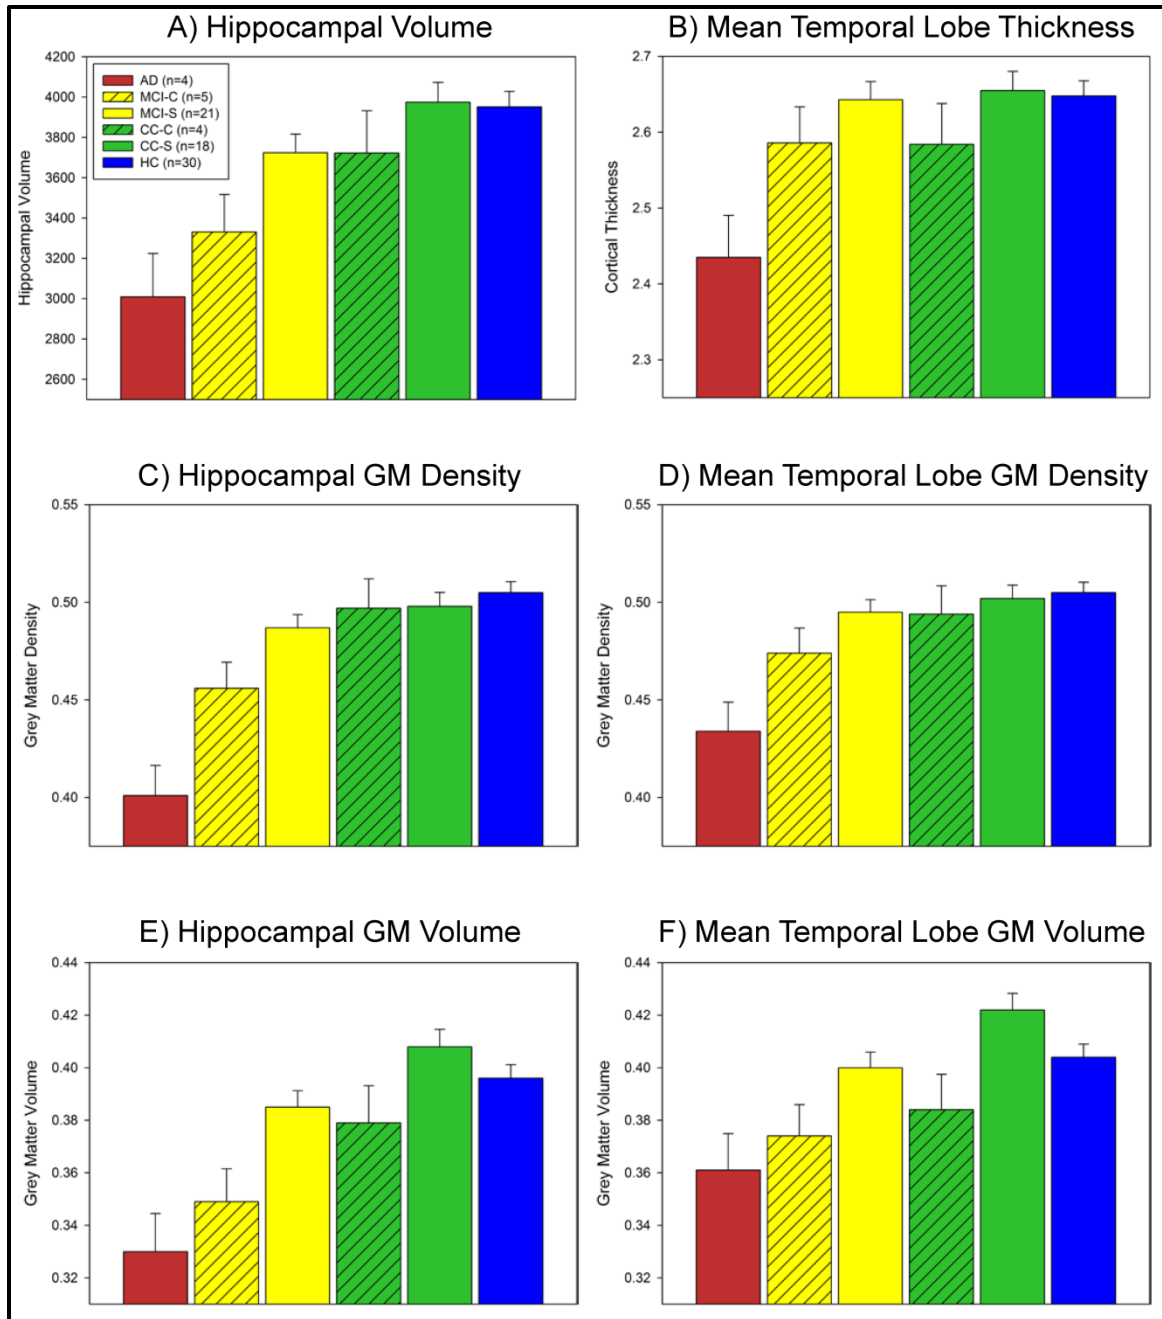 A) Hippocampal Volume
4200
4000
3800
3600
3400
3200
3000
2800
2600
Hippocampal Volume
AD (n=4)
MCI-C (n=5)
MCI-S (n=21)
CC-C (n=4)
CC-S (n=18)
HC (n=30)
B) Mean Temporal Lobe Thickness
2.7
2.6
2.5
2.4
2.3
Cortical Thickness
C) Hippocampal GM Density
0.55
0.50
0.45
0.40
Grey Matter Density
D) Mean Temporal Lobe GM Density
0.55
0.50
0.45
0.40
Grey Matter Density
E) Hippocampal GM Volume
0.44
0.42
0.40
0.38
0.36
0.34
0.32
Grey Matter Volume
F) Mean Temporal Lobe GM Volume
0.44
0.42
0.40
0.38
0.36
0.34
0.32
Grey Matter Volume